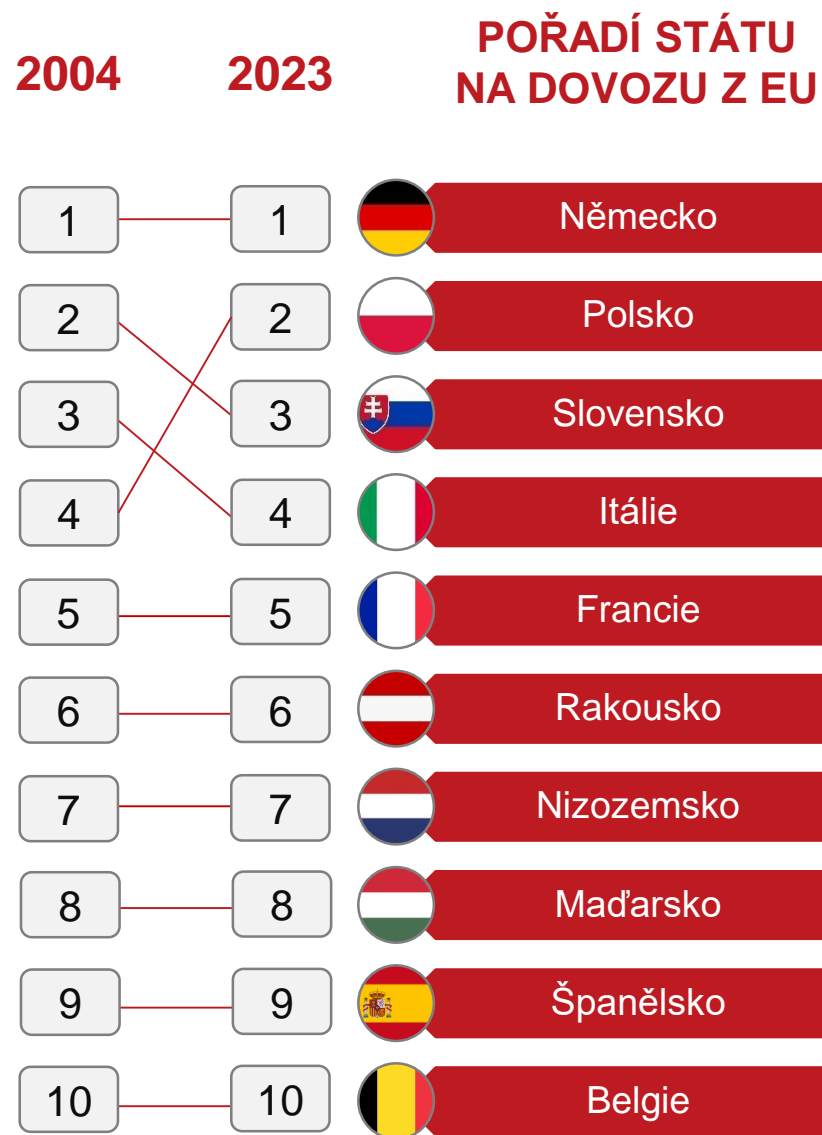 2004 2023 POŘADÍ STÁTU
NA DOVOZU Z EU
1 1 Německo
2 2 Polsko
3 3 Slovensko
4 4 Itálie
5 5 Francie
6 6 Rakousko
7 7 Nizozemsko
8 8 Maďarsko
9 9 Španělsko
10 10 Belgie